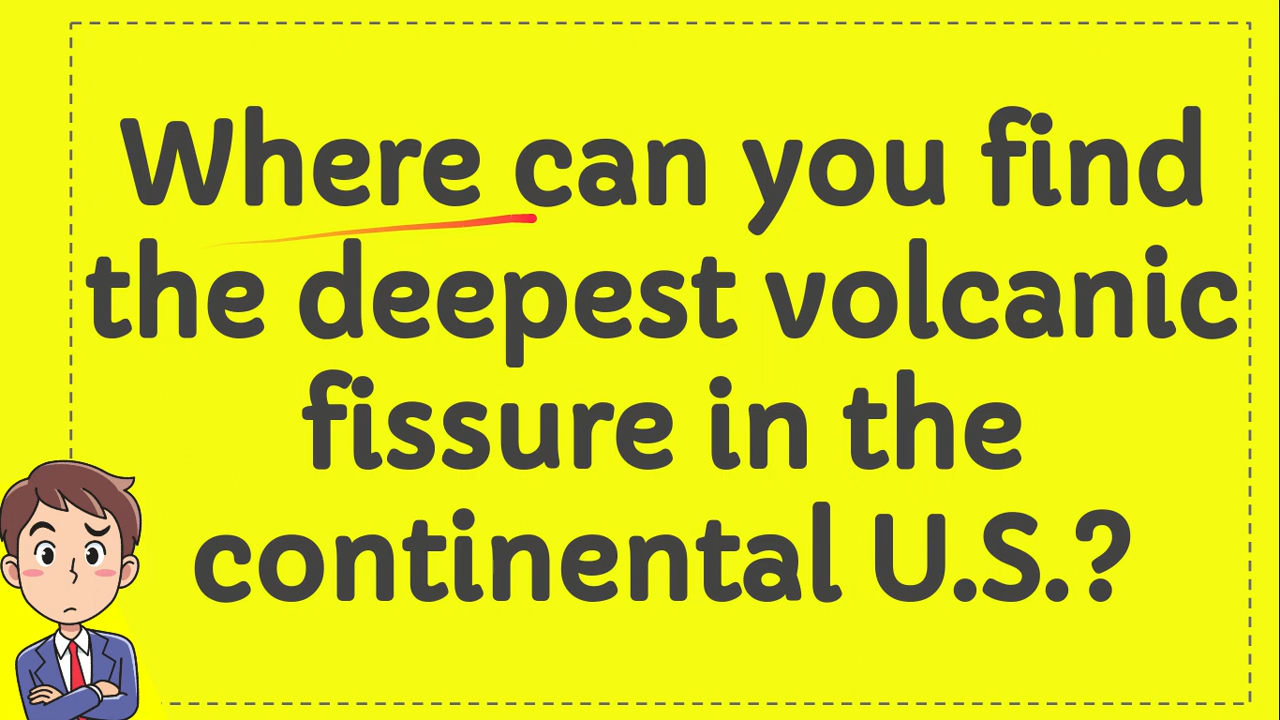 Where can you find
the deepest volcanic
fissure in the
continental U.S.?